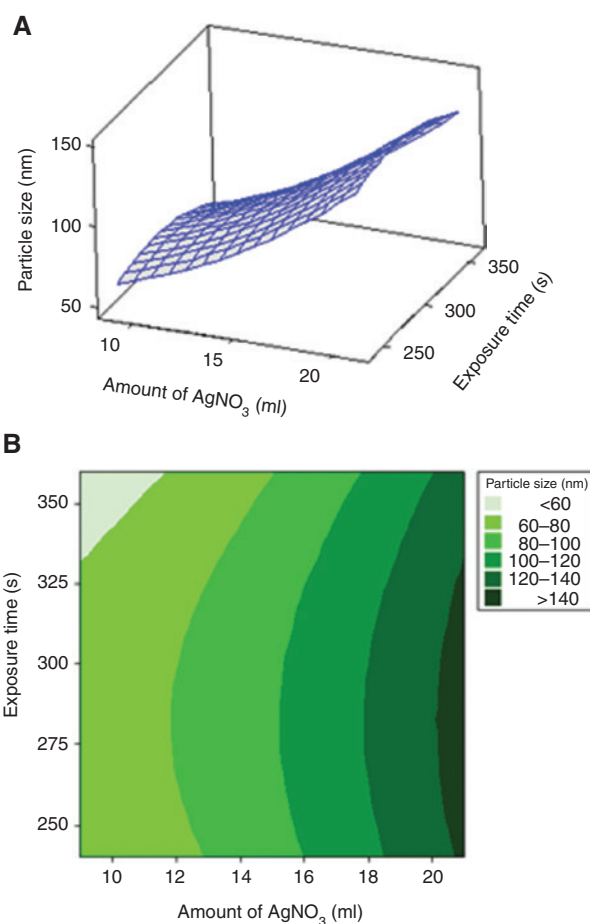 A
150
100
50
Particle size (nm)
10
15
20
Amount of AgNO3 (ml)
250
300
350
Exposure time (s)
B
350
325
300
275
250
Exposure time (s)
10 12 14 16 18 20
Amount of AgNO3 (ml)
Particle size (nm)
<60
60–80
80–100
100–120
120–140
>140